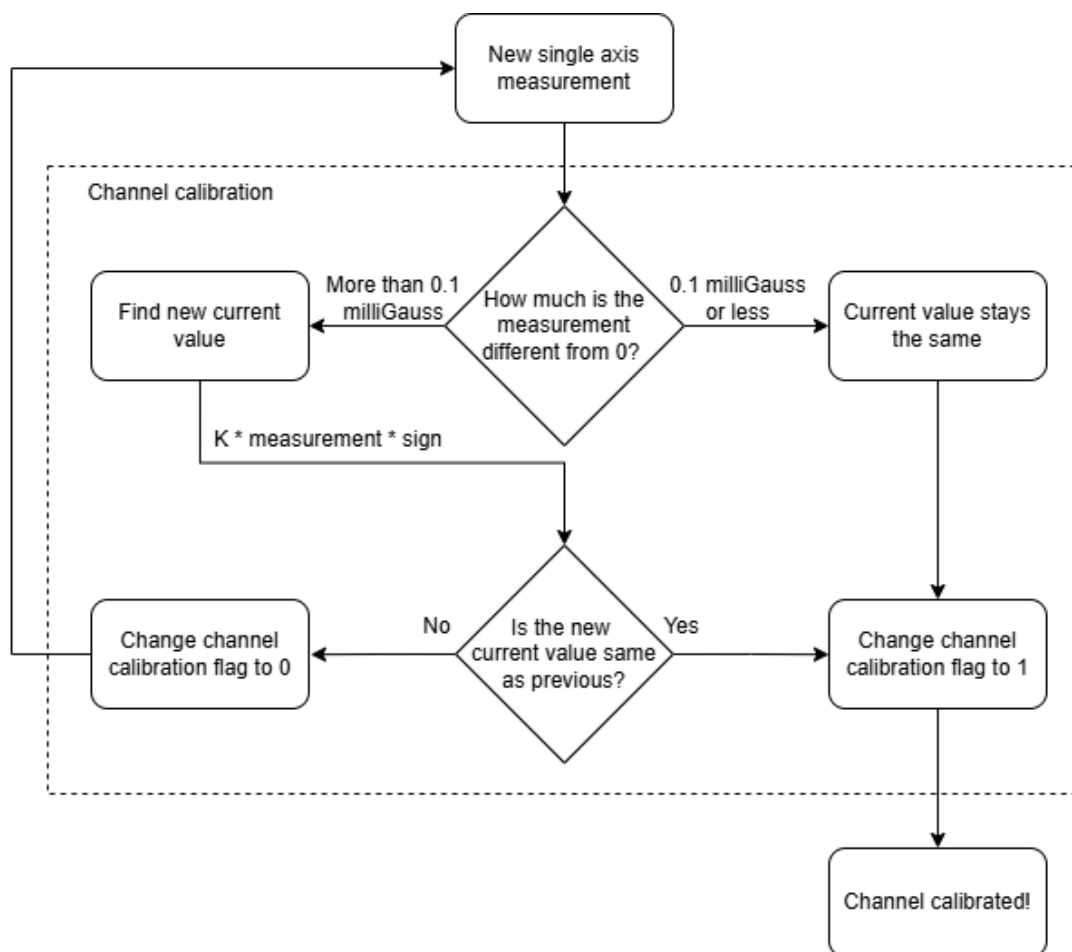 New single axis
measurement
Channel calibration
More than 0.1
milliGauss
0.1 milliGauss
or less
Find new current
value
How much is the
measurement
different from 0?
Current value stays
the same
K * measurement * sign
No
Yes
Change channel
calibration flag to 0
Is the new
current value same
as previous?
Change channel
calibration flag to 1
Channel calibrated!